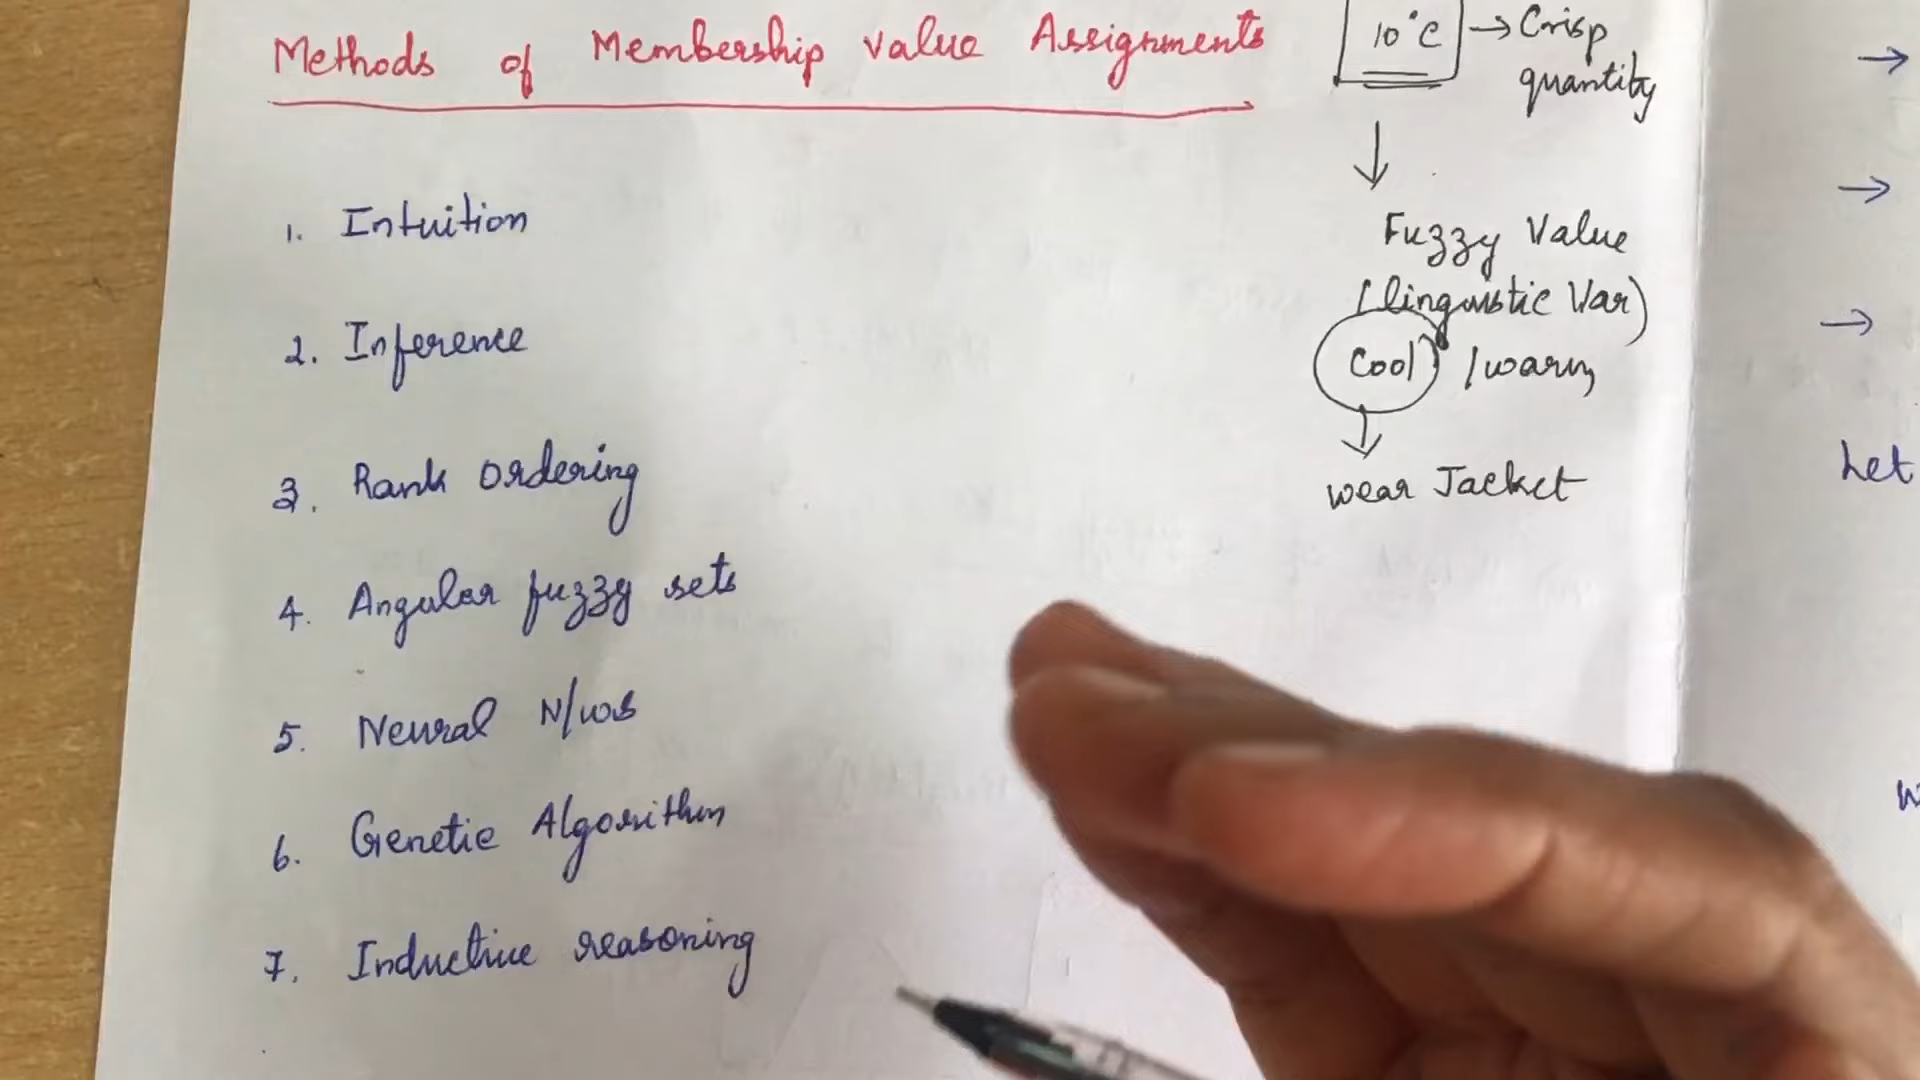 Methods of Membership value Assignments
1. Intuition
2. Inference
3. Rank ordering
4. Angular fuzzy sets
5. Neural N/ws
6. Genetic Algorithm
7. Inductive reasoning
10°C → Crisp
quantity
↓
Fuzzy Value
(linguistic Var)
Cool / warm
↓
wear Jacket
→
→
→
Let